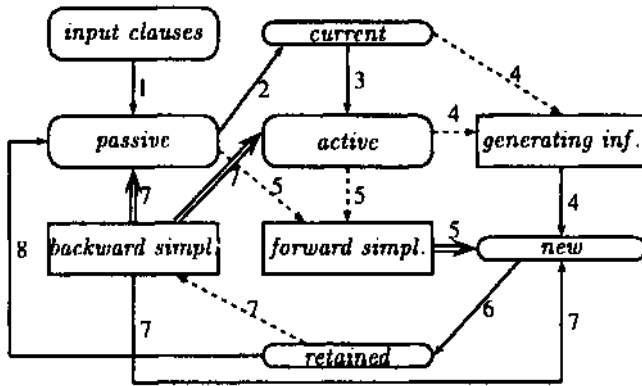 input clauses
current
1
2
3
4
passive
active
4
generating inf.
7
7
5
5
4
8
backward simpl.
forward simpl.
5
new
7
6
7
7
retained